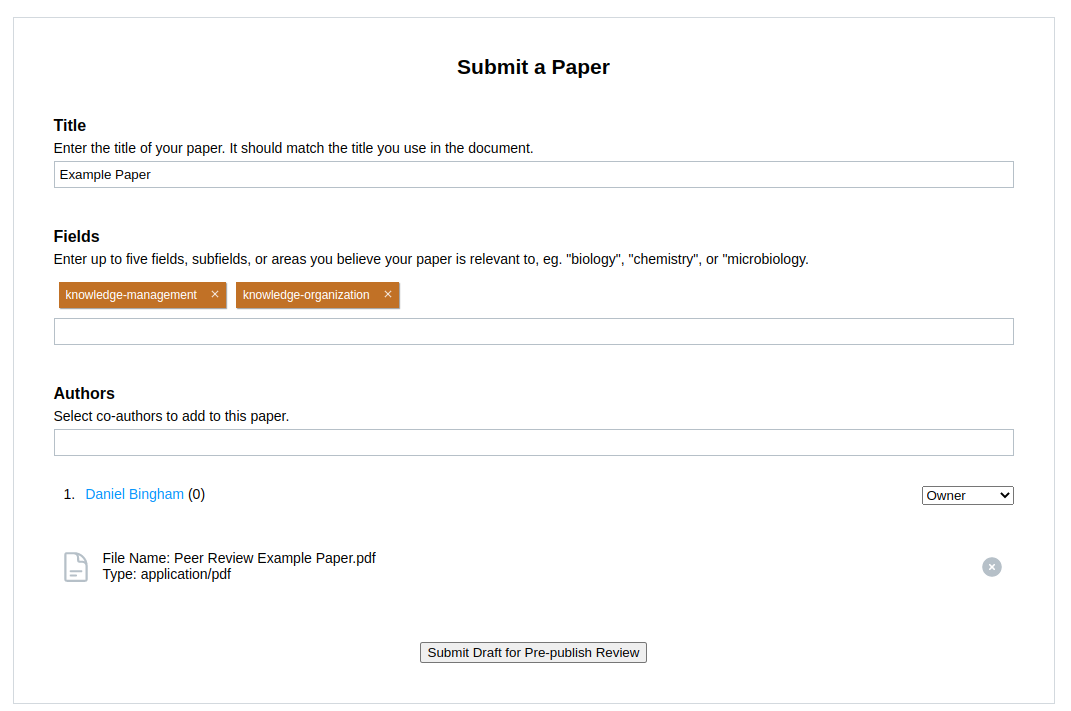 Submit a Paper
Title
Enter the title of your paper. It should match the title you use in the document.
Example Paper
Fields
Enter up to five fields, subfields, or areas you believe your paper is relevant to, eg. "biology", "chemistry", or "microbiology.
knowledge-management × knowledge-organization ×
Authors
Select co-authors to add to this paper.
1. Daniel Bingham (0) Owner
File Name: Peer Review Example Paper.pdf
Type: application/pdf
Submit Draft for Pre-publish Review